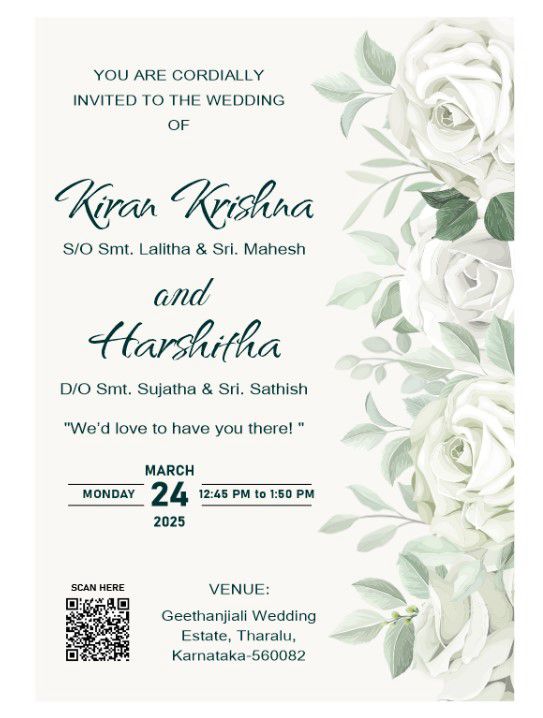 YOU ARE CORDIALLY
INVITED TO THE WEDDING
OF
Kiran Krishna
S/O Smt. Lalitha & Sri. Mahesh
and
Harshitha
D/O Smt. Sujatha & Sri. Sathish
"We'd love to have you there! "
MARCH
MONDAY 24 12:45 PM to 1:50 PM
2025
SCAN HERE
VENUE:
Geethanjiali Wedding
Estate, Tharalu,
Karnataka-560082